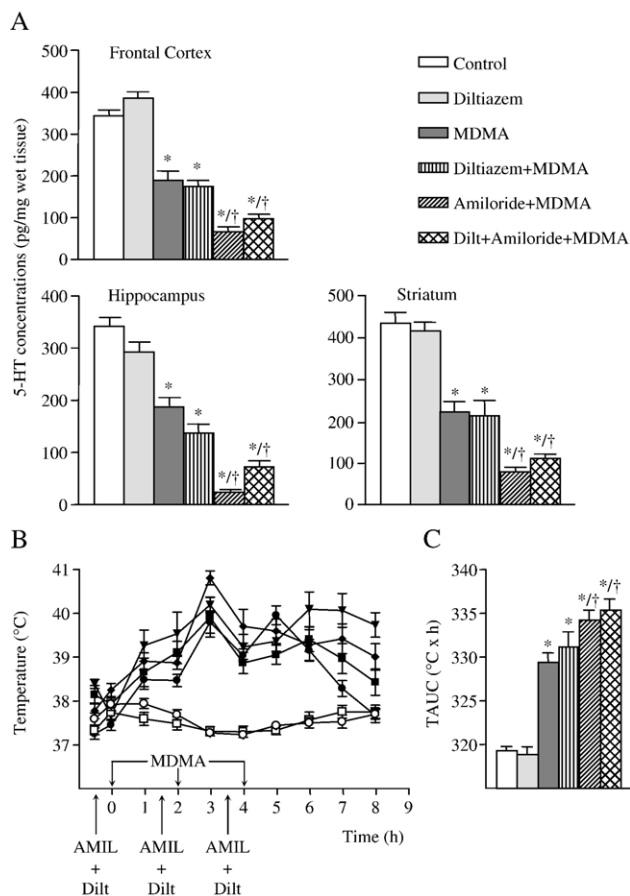 A
Frontal Cortex
500
400
300
200
100
0
* * */† */†
Control
Diltiazem
MDMA
Diltiazem+MDMA
Amiloride+MDMA
Dilt+Amiloride+MDMA
5-HT concentrations (pg/mg wet tissue)
Hippocampus
400
300
200
100
0
* * */† */†
Striatum
500
400
300
200
100
0
* * */† */†
B
Temperature (°C)
41
40
39
38
37
MDMA
0 1 2 3 4 5 6 7 8 9
Time (h)
AMIL AMIL AMIL
+ + +
Dilt Dilt Dilt
C
TAUC (°C x h)
340
335
330
320
* * */† */†